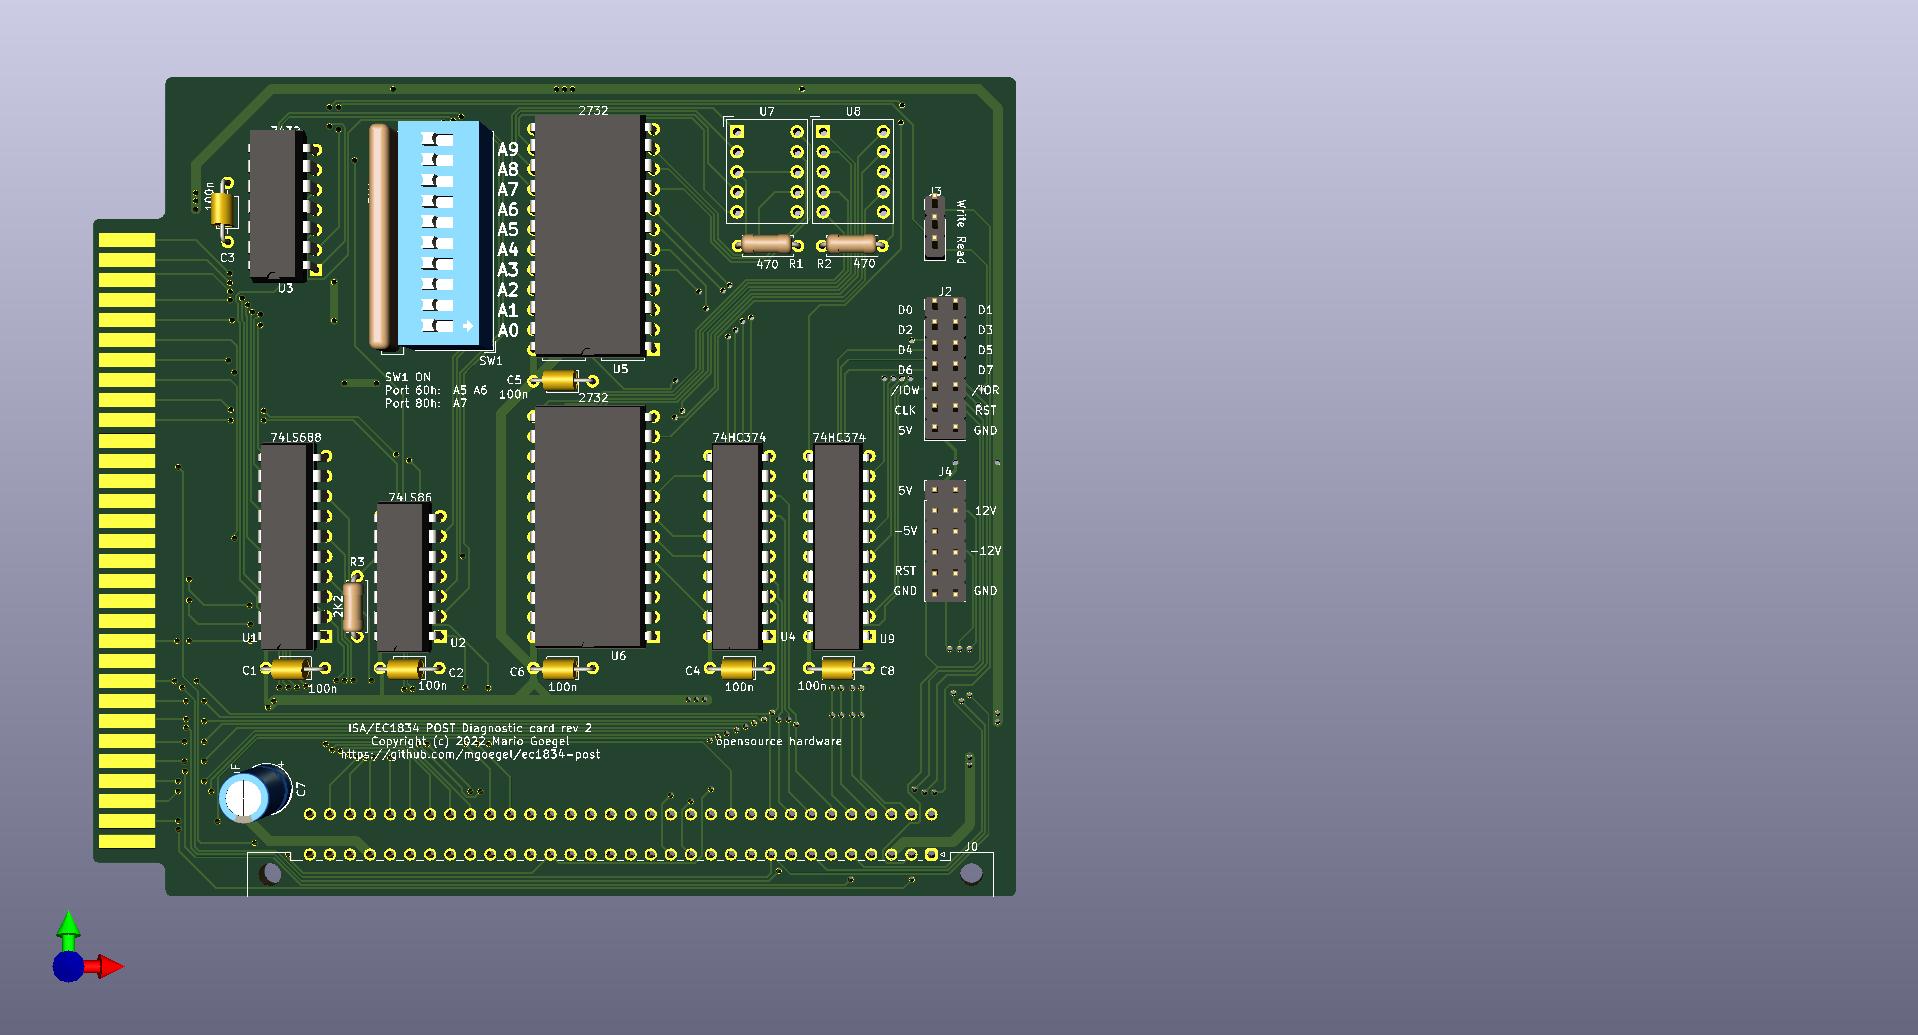 2732
U7
U8
A9
A8
A7
A6
A5
A4
A3
A2
A1
A0
J3
Write Read
100n
C3
U3
470
R1
R2
470
J2
D0
D1
D2
D3
D4
D5
D6
D7
/IOW
/IOR
CLK
RST
5V
GND
SW1
U5
SW1 ON
Port 60h: A5 A6
Port 80h: A7
C5
100n
2732
74LS688
74LS86
74HC374
74HC374
J4
5V
12V
-5V
-12V
RST
GND
GND
R3
2K2
U1
U2
U6
U4
U9
C1
100n
C2
100n
C6
100n
C4
100n
C8
100n
ISA/EC1834 POST Diagnostic card rev 2
Copyright (c) 2022 Mario Goegel
https://github.com/mgoegel/ec1834-post
opensource hardware
C7
J0